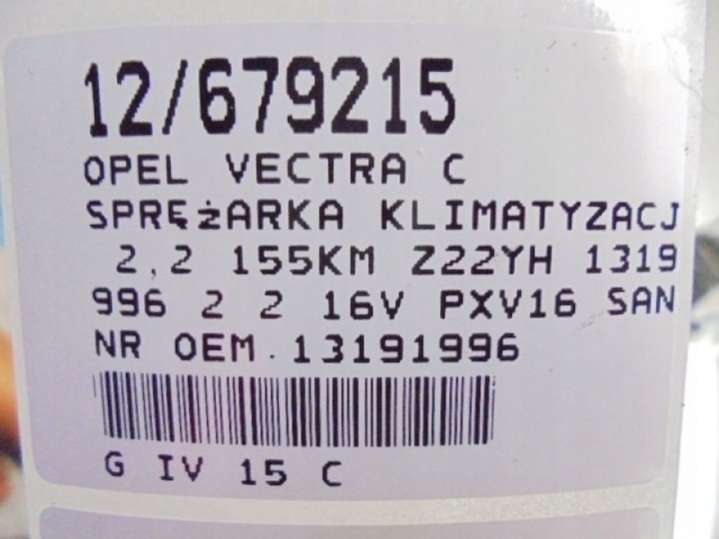 12/679215
OPEL VECTRA C
SPRĘżARKA KLIMATYZACJ
2,2 155KM Z22YH 1319
996 2 2 16V PXV16 SAN
NR OEM.13191996
G IV 15 C